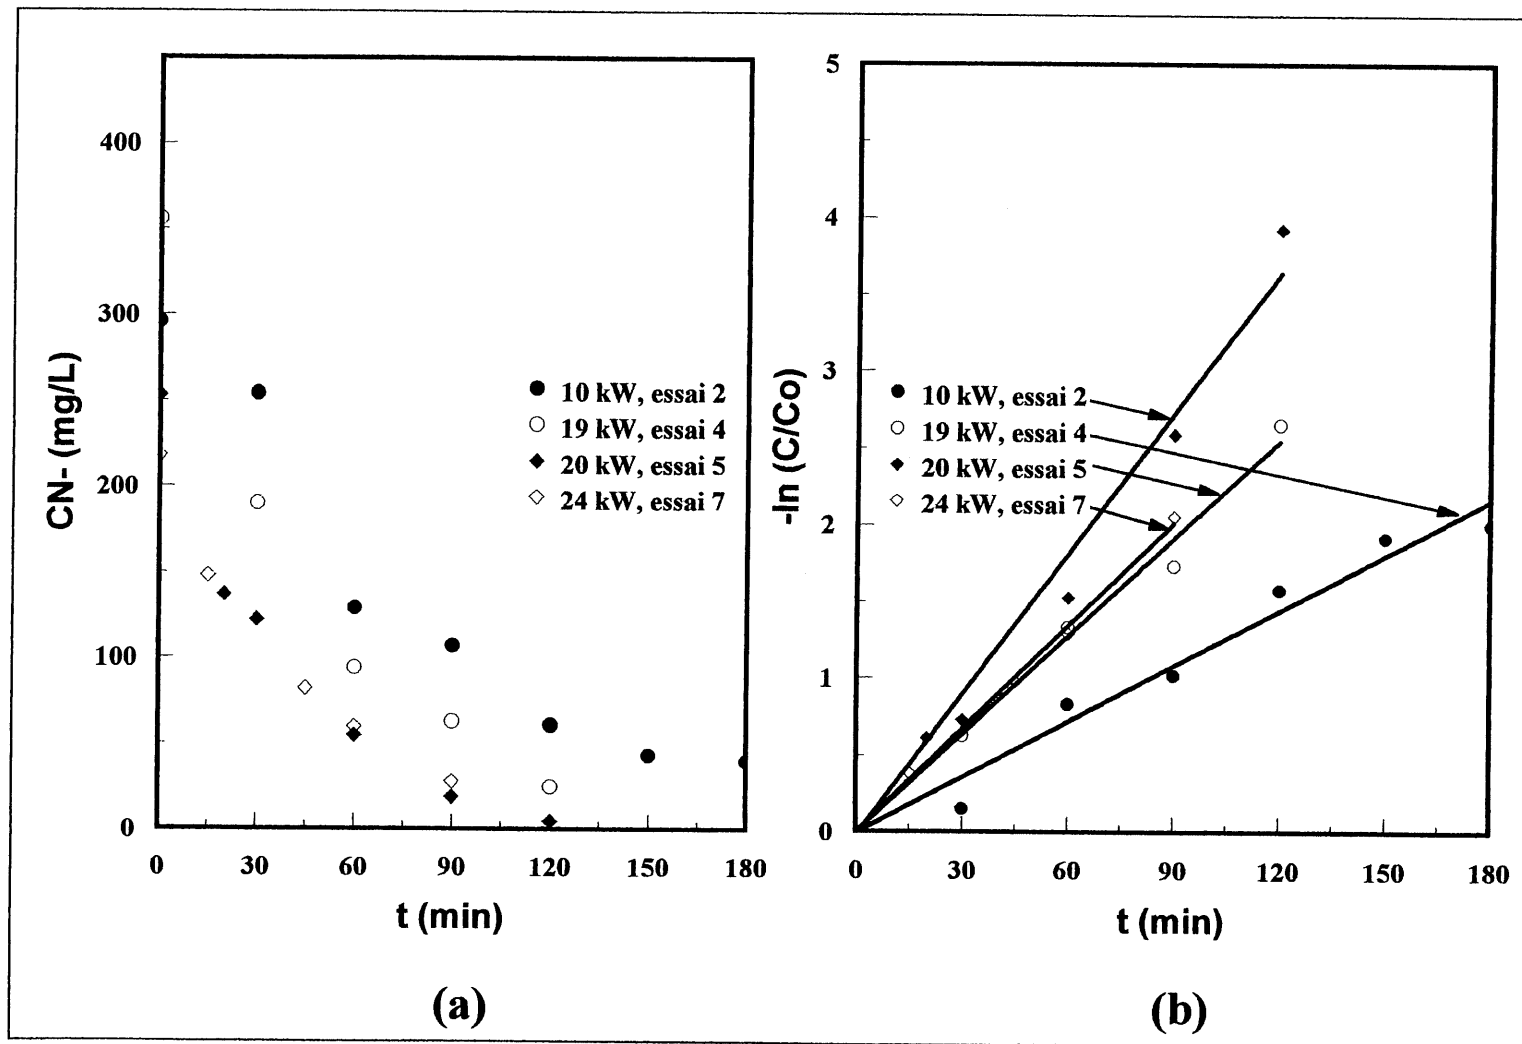 400
300
200
100
0
CN- (mg/L)
10 kW, essai 2
19 kW, essai 4
20 kW, essai 5
24 kW, essai 7
0 30 60 90 120 150 180
t (min)
(a)
5
4
3
2
1
0
-ln (C/Co)
10 kW, essai 2
19 kW, essai 4
20 kW, essai 5
24 kW, essai 7
0 30 60 90 120 150 180
t (min)
(b)